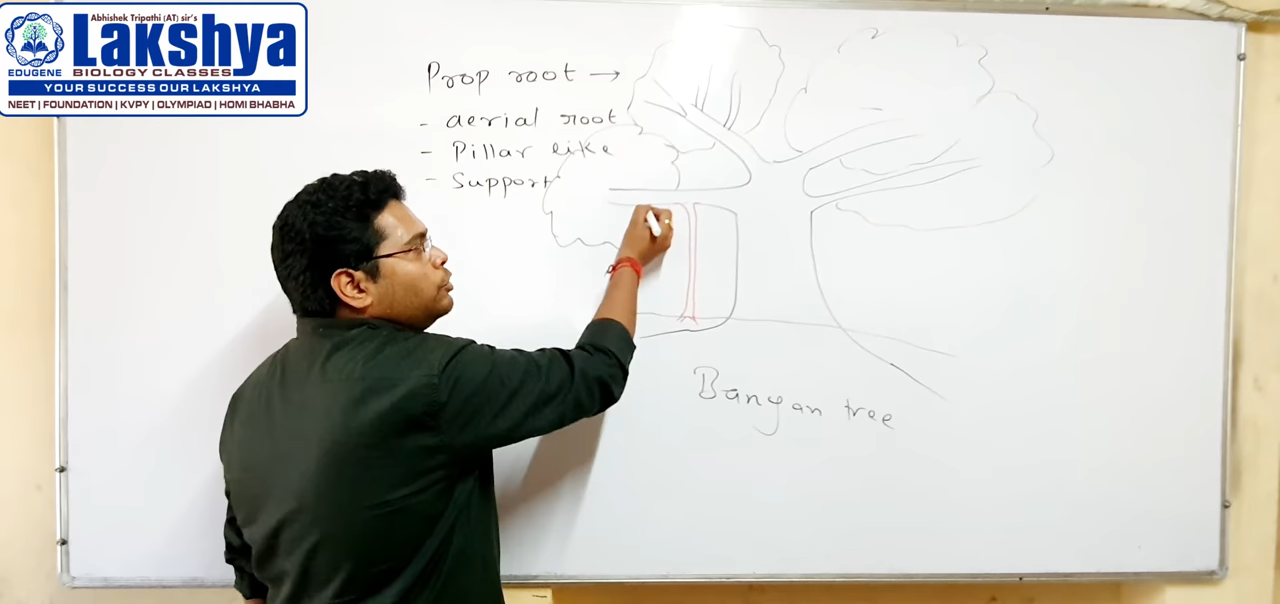 Abhishek Tripathi (AT) sir's
Lakshya
EDUGENE
BIOLOGY CLASSES
YOUR SUCCESS OUR LAKSHYA
NEET | FOUNDATION | KVPY | OLYMPIAD | HOMI BHABHA
Prop root →
- aerial root
- Pillar like
- Support
Banyan tree